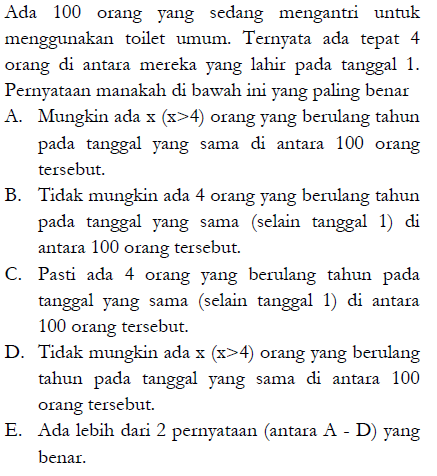 Ada 100 orang yang sedang mengantri untuk
menggunakan toilet umum. Ternyata ada tepat 4
orang di antara mereka yang lahir pada tanggal 1.
Pernyataan manakah di bawah ini yang paling benar
A. Mungkin ada x (x>4) orang yang berulang tahun
pada tanggal yang sama di antara 100 orang
tersebut.
B. Tidak mungkin ada 4 orang yang berulang tahun
pada tanggal yang sama (selain tanggal 1) di
antara 100 orang tersebut.
C. Pasti ada 4 orang yang berulang tahun pada
tanggal yang sama (selain tanggal 1) di antara
100 orang tersebut.
D. Tidak mungkin ada x (x>4) orang yang berulang
tahun pada tanggal yang sama di antara 100
orang tersebut.
E. Ada lebih dari 2 pernyataan (antara A - D) yang
benar.